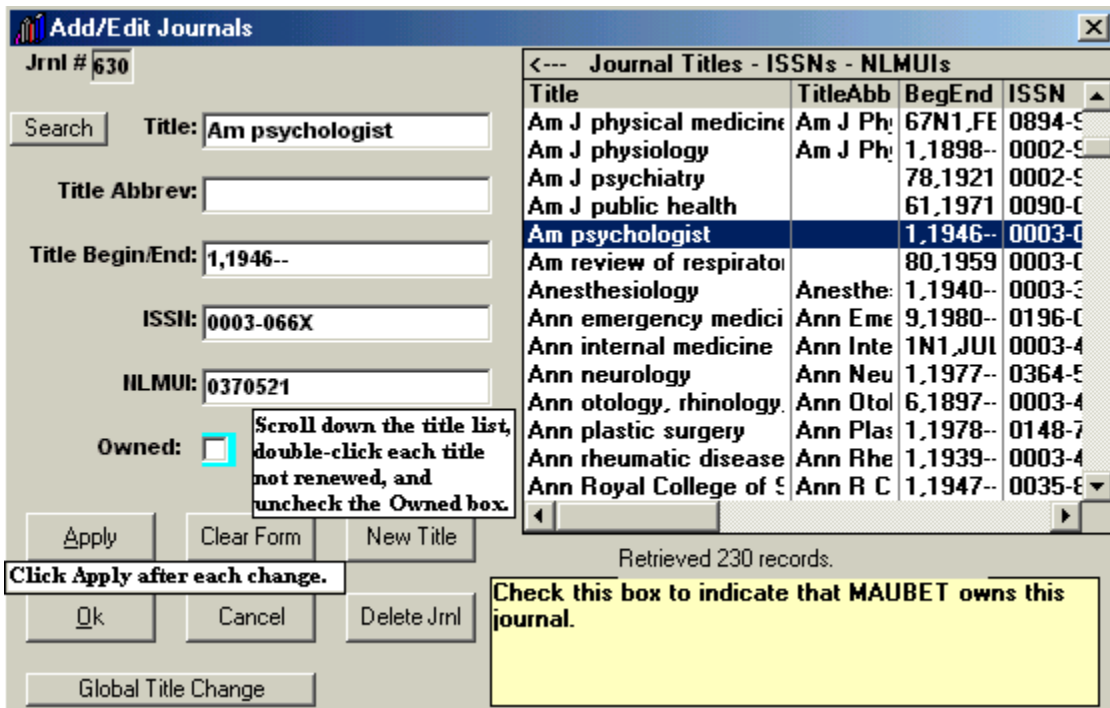 Add/Edit Journals
Jrnl # 630
Search Title: Am psychologist
Title Abbrev:
Title Begin/End: 1,1946--
ISSN: 0003-066X
NLMUI: 0370521
Owned:
Scroll down the title list,
double-click each title
not renewed, and
uncheck the Owned box.
Apply Clear Form New Title
Click Apply after each change.
Ok Cancel Delete Jrnl
Global Title Change
<--- Journal Titles - ISSNs - NLMUIs
Title TitleAbb BegEnd ISSN
Am J physical medicine Am J Ph 67N1,FE 0894-9
Am J physiology Am J Ph 1,1898-- 0002-9
Am J psychiatry 78,1921 0002-9
Am J public health 61,1971 0090-0
Am psychologist 1,1946-- 0003-0
Am review of respirato 80,1959 0003-0
Anesthesiology Anesthe 1,1940-- 0003-3
Ann emergency medici Ann Eme 9,1980-- 0196-0
Ann internal medicine Ann Inte 1N1,JUL 0003-4
Ann neurology Ann Neu 1,1977-- 0364-5
Ann otology, rhinology, Ann Otol 6,1897-- 0003-4
Ann plastic surgery Ann Plas 1,1978-- 0148-7
Ann rheumatic disease Ann Rhe 1,1939-- 0003-4
Ann Royal College of S Ann R C 1,1947-- 0035-8
Retrieved 230 records.
Check this box to indicate that MAUBET owns this
journal.